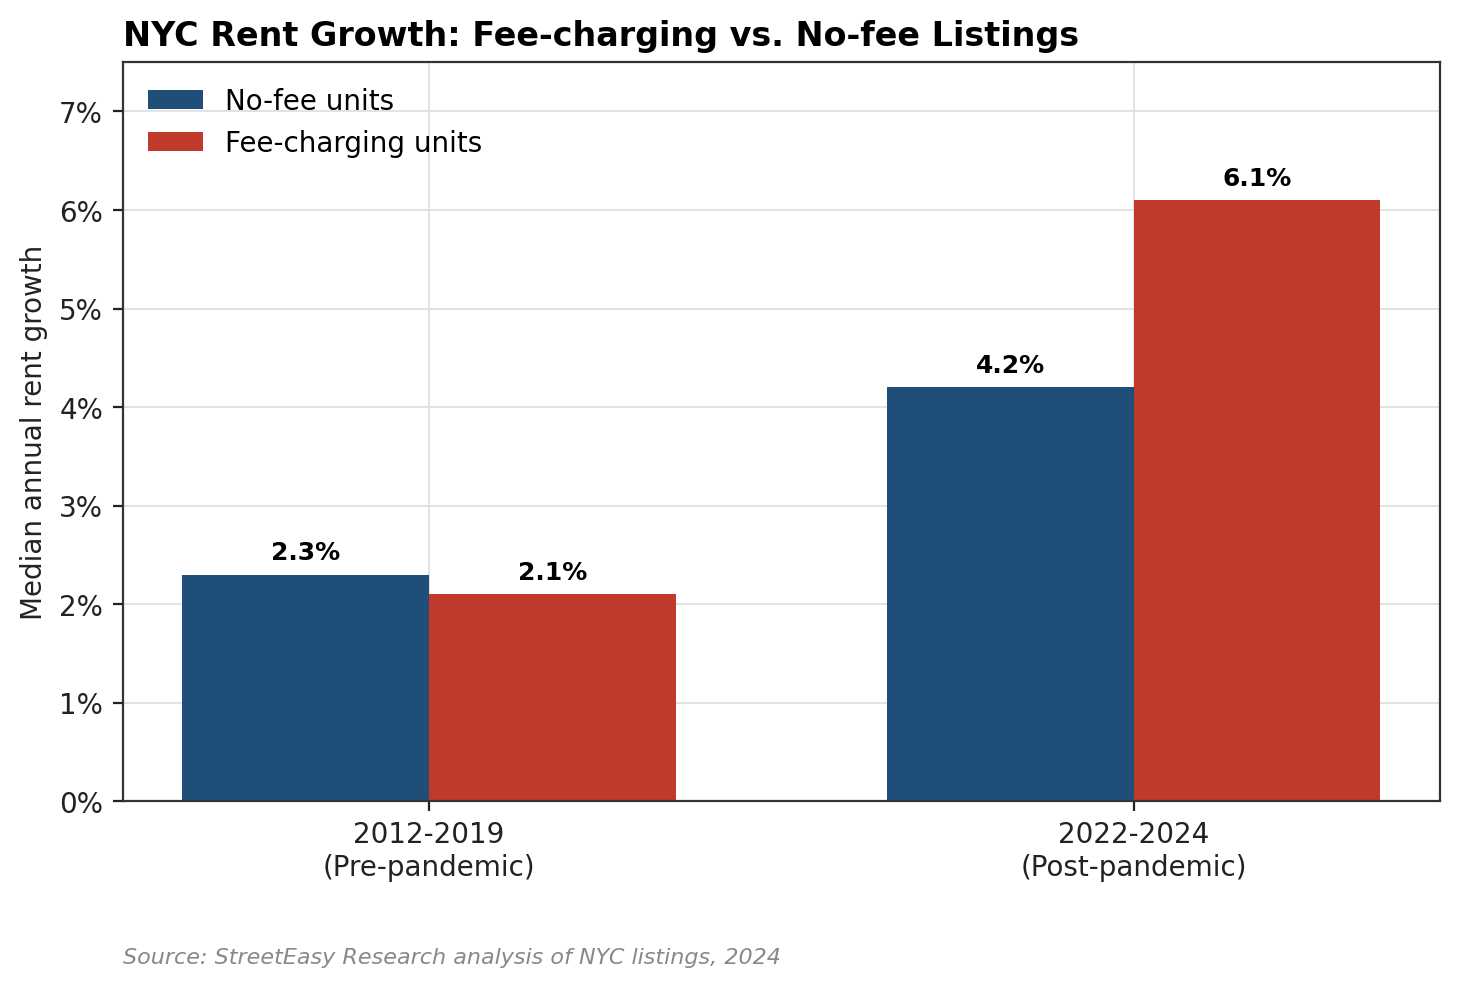 NYC Rent Growth: Fee-charging vs. No-fee Listings
No-fee units
Fee-charging units
Median annual rent growth
7%
6%
5%
4%
3%
2%
1%
0%
2.3%
2.1%
4.2%
6.1%
2012-2019
(Pre-pandemic)
2022-2024
(Post-pandemic)
Source: StreetEasy Research analysis of NYC listings, 2024